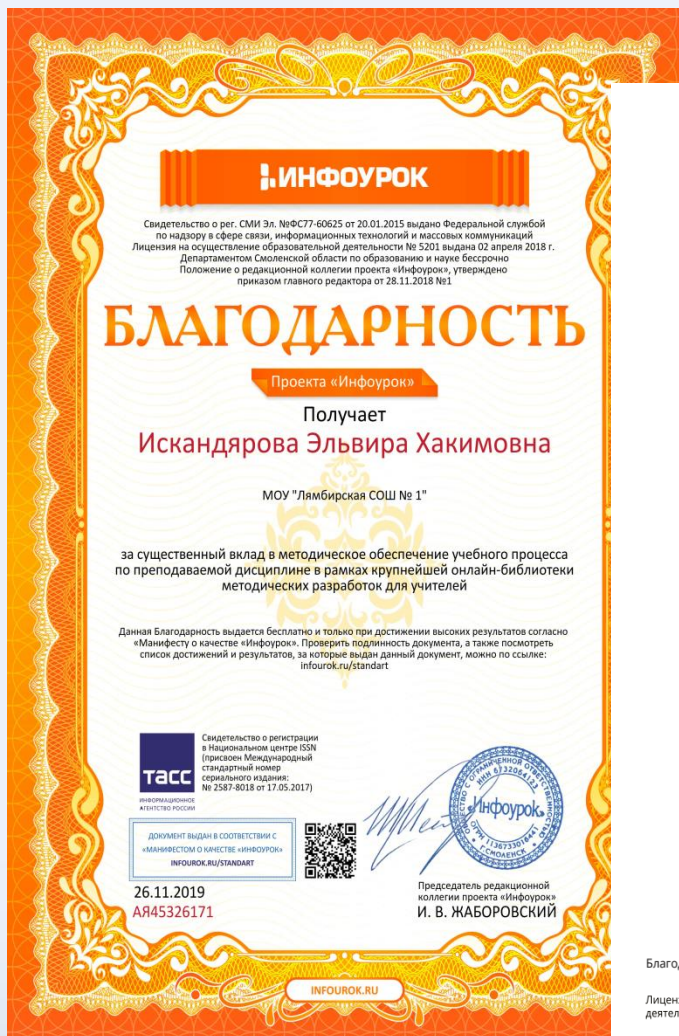 ИНФОУРОК
Свидетельство о рег. СМИ Эл. №ФС77-60625 от 20.01.2015 выдано Федеральной службой
по надзору в сфере связи, информационных технологий и массовых коммуникаций
Лицензия на осуществление образовательной деятельности № 5201 выдана 02 апреля 2018 г.
Департаментом Смоленской области по образованию и науке бессрочно
Положение о редакционной коллегии проекта «Инфоурок», утверждено
приказом главного редактора от 28.11.2018 №1
БЛАГОДАРНОСТЬ
Проекта «Инфоурок»
Получает
Искандярова Эльвира Хакимовна
МОУ "Лямбирская СОШ № 1"
за существенный вклад в методическое обеспечение учебного процесса
по преподаваемой дисциплине в рамках крупнейшей онлайн-библиотеки
методических разработок для учителей
Данная Благодарность выдается бесплатно и только при достижении высоких результатов согласно
«Манифесту о качестве «Инфоурок». Проверить подлинность документа, а также посмотреть
список достижений и результатов, за которые выдан данный документ, можно по ссылке:
infourok.ru/standart
ТАСС
ИНФОРМАЦИОННОЕ
АГЕНТСТВО РОССИИ
Свидетельство о регистрации
в Национальном центре ISSN
(присвоен Международный
стандартный номер
сериального издания:
№ 2587-8018 от 17.05.2017)
ДОКУМЕНТ ВЫДАН В СООТВЕТСТВИИ С
«МАНИФЕСТОМ О КАЧЕСТВЕ «ИНФОУРОК»
INFOUROK.RU/STANDART
ОБЩЕСТВО С ОГРАНИЧЕННОЙ ОТВЕТСТВЕННОСТЬЮ
Инфоурок
Г.СМОЛЕНСК
26.11.2019
АЯ45326171
Председатель редакционной
коллегии проекта «Инфоурок»
И. В. ЖАБОРОВСКИЙ
INFOUROK.RU
Благод
Лицен
деятел